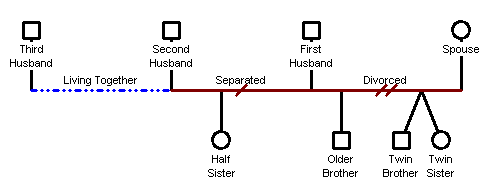 Third
Husband
Second
Husband
First
Husband
Spouse
Living Together
Separated
Divorced
Half
Sister
Older
Brother
Twin
Brother
Twin
Sister